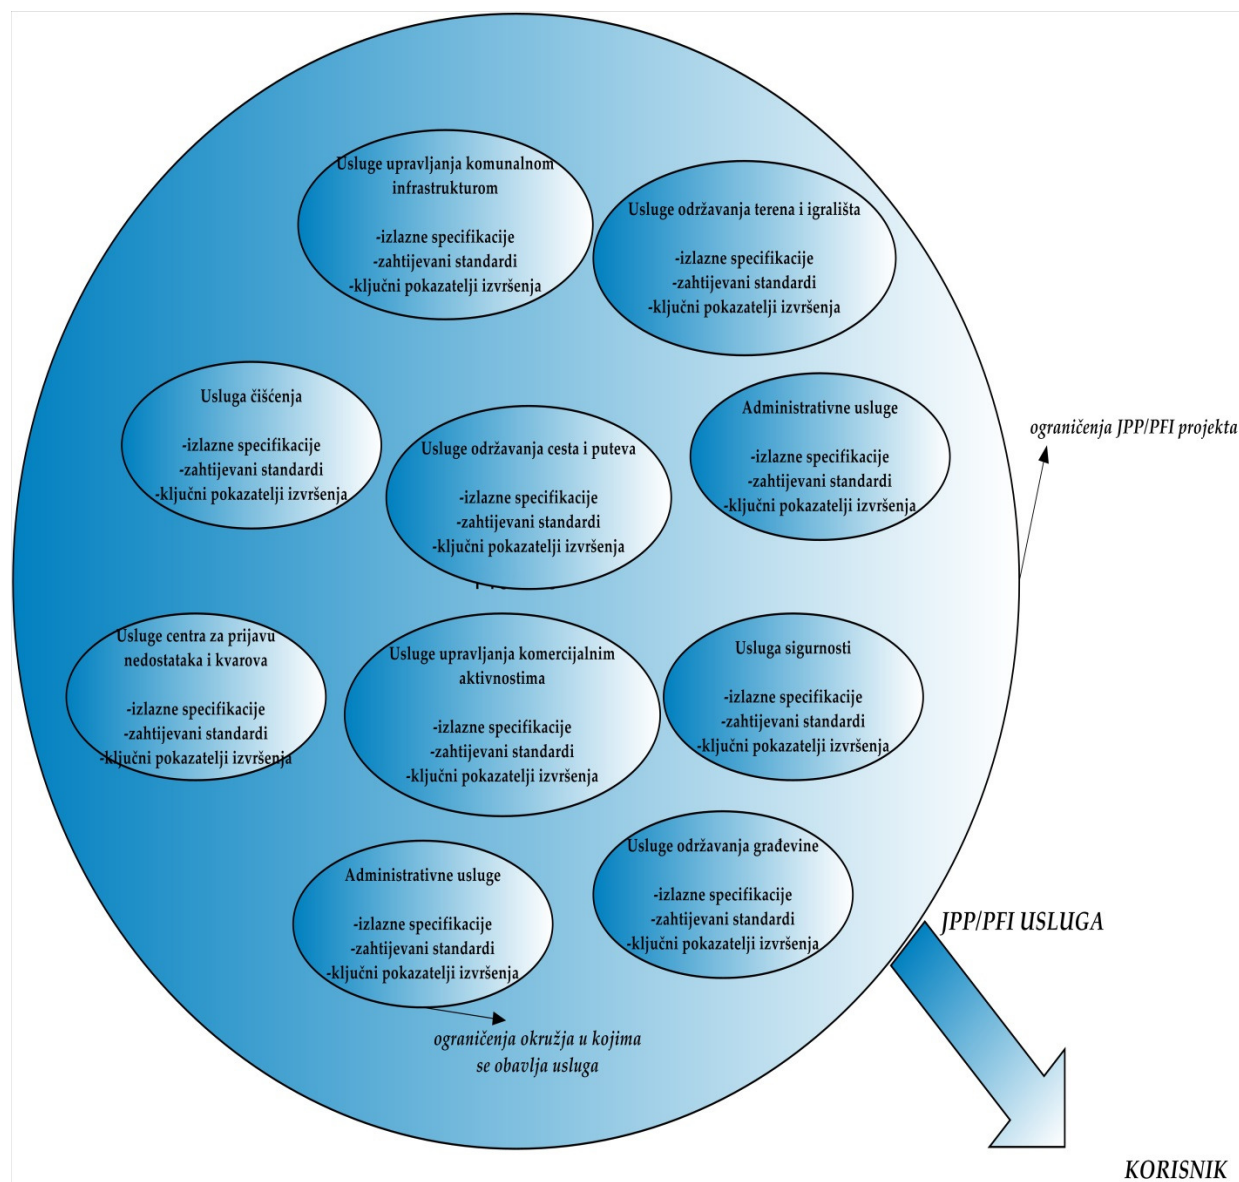 Usluge upravljanja komunalnom
infrastrukturom
-izlazne specifikacije
-zahtijevani standardi
-ključni pokazatelji izvršenja
Usluge održavanja terena i igrališta
-izlazne specifikacije
-zahtijevani standardi
-ključni pokazatelji izvršenja
Usluga čišćenja
-izlazne specifikacije
-zahtijevani standardi
-ključni pokazatelji izvršenja
Usluge održavanja cesta i puteva
-izlazne specifikacije
-zahtijevani standardi
-ključni pokazatelji izvršenja
Administrativne usluge
-izlazne specifikacije
-zahtijevani standardi
-ključni pokazatelji izvršenja
ograničenja JPP/PFI projekta
Usluge centra za prijavu
nedostataka i kvarova
-izlazne specifikacije
-zahtijevani standardi
-ključni pokazatelji izvršenja
Usluge upravljanja komercijalnim
aktivnostima
-izlazne specifikacije
-zahtijevani standardi
-ključni pokazatelji izvršenja
Usluga sigurnosti
-izlazne specifikacije
-zahtijevani standardi
-ključni pokazatelji izvršenja
Administrativne usluge
-izlazne specifikacije
-zahtijevani standardi
-ključni pokazatelji izvršenja
Usluge održavanja građevine
-izlazne specifikacije
-zahtijevani standardi
-ključni pokazatelji izvršenja
ograničenja okružja u kojima
se obavlja usluga
JPP/PFI USLUGA
KORISNIK